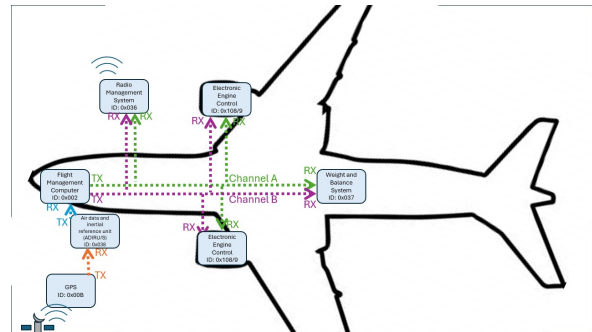 Radio
Management
System
ID: 0x036
RX
RX
Electronic
Engine
Control
ID: 0x108/9
RX
RX
Flight
Management
Computer
ID: 0x002
TX
TX
Channel A
Channel B
RX
RX
Weight and
Balance
System
ID: 0x037
RX
TX
Air data and
inertial
reference unit
(ADIRU/S)
ID: 0x038
RX
TX
GPS
ID: 0x00B
RX
RX
Electronic
Engine
Control
ID: 0x108/9